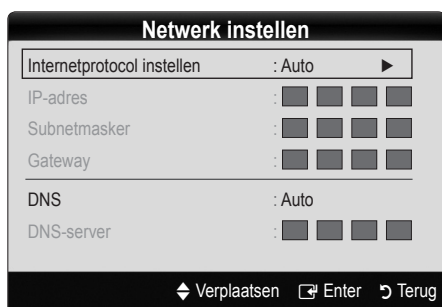 Netwerk instellen
Internetprotocol instellen : Auto ►
IP-adres :
Subnetmasker :
Gateway :
DNS : Auto
DNS-server :
Verplaatsen Enter Terug